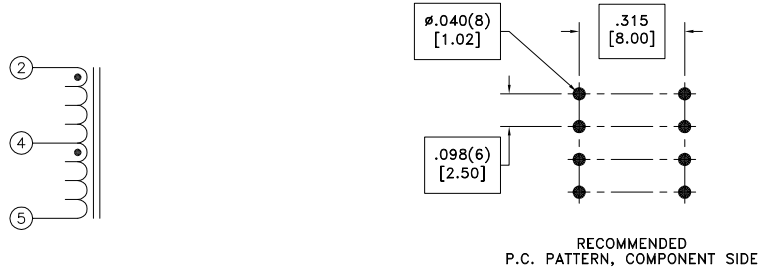 ø.040(8)
[1.02]
.315
[8.00]
2
4
5
.098(6)
[2.50]
RECOMMENDED
P.C. PATTERN, COMPONENT SIDE